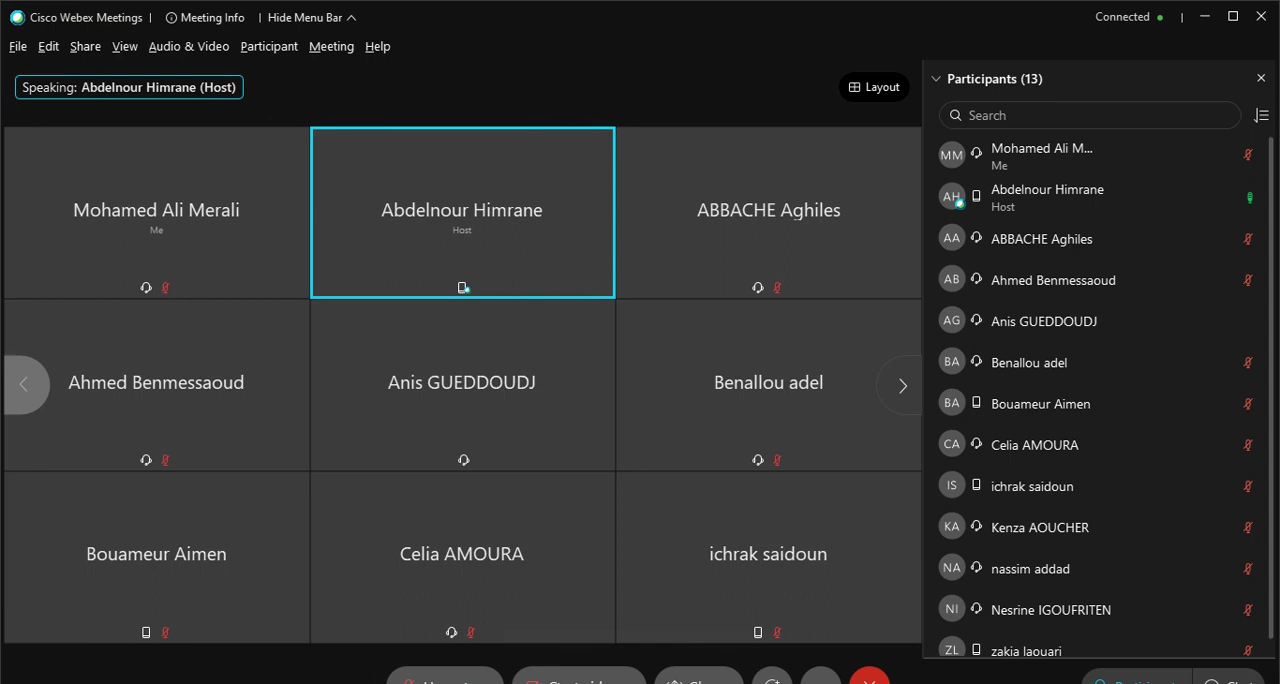 Cisco Webex Meetings | Meeting Info | Hide Menu Bar Connected |
File Edit Share View Audio & Video Participant Meeting Help
Speaking: Abdelnour Himrane (Host)
Layout
Mohamed Ali Merali
Me
Abdelnour Himrane
Host
ABBACHE Aghiles
Ahmed Benmessaoud
Anis GUEDDOUDJ
Benallou adel
Bouameur Aimen
Celia AMOURA
ichrak saidoun
Participants (13)
Search
MM Mohamed Ali M...
Me
AH Abdelnour Himrane
Host
AA ABBACHE Aghiles
AB Ahmed Benmessaoud
AG Anis GUEDDOUDJ
BA Benallou adel
BA Bouameur Aimen
CA Celia AMOURA
IS ichrak saidoun
KA Kenza AOUCHER
NA nassim addad
NI Nesrine IGOUFRITEN
ZL zakia laouari